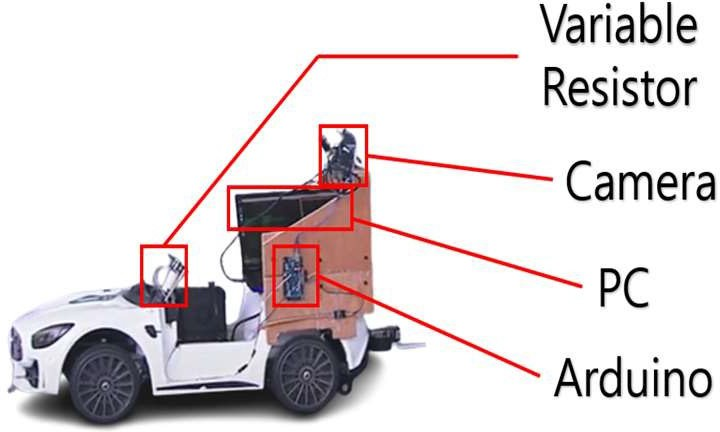 Variable
Resistor
Camera
PC
Arduino